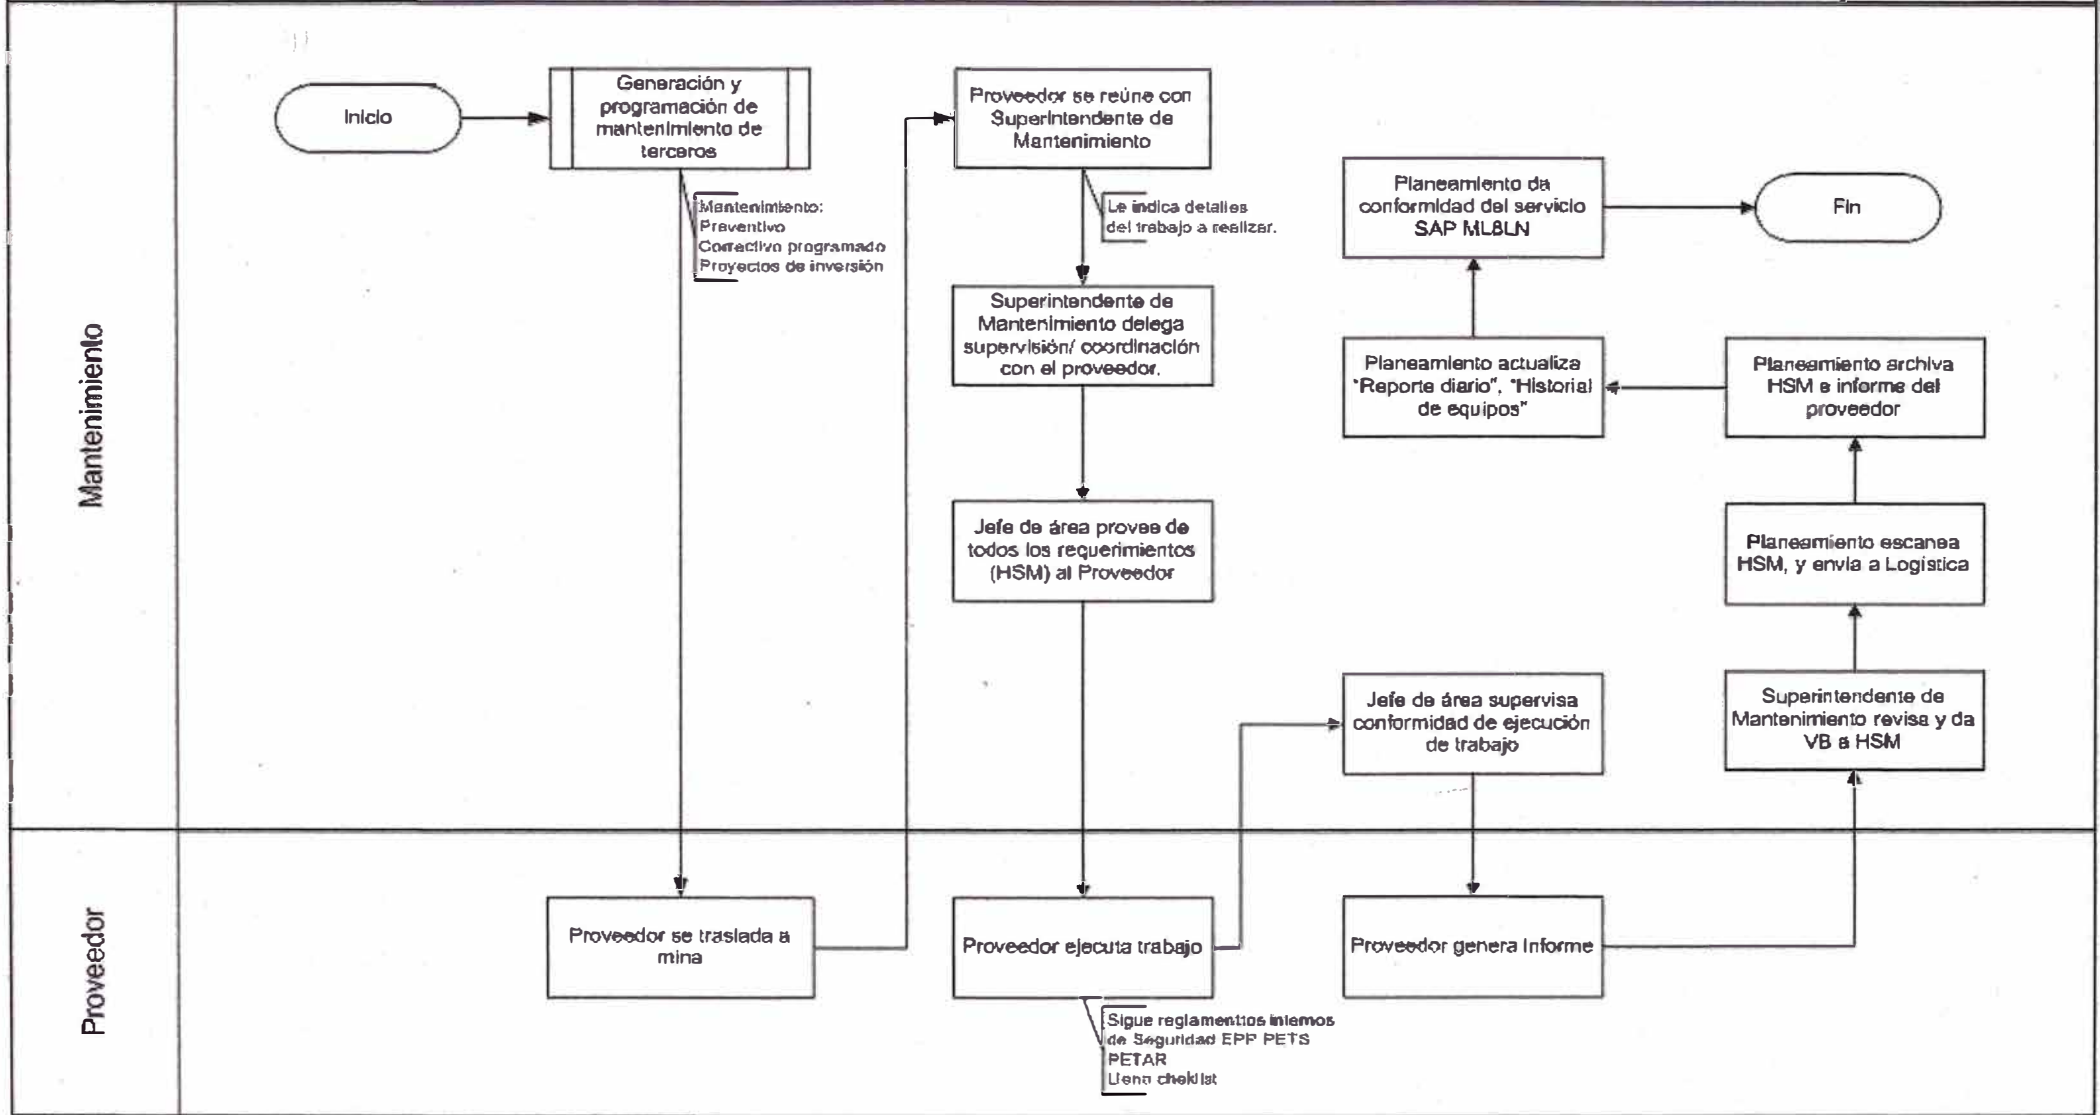 Mantenimiento
Inicio
Generación y
programación de
mantenimiento de
terceros
Mantenimiento:
Preventivo
Correctivo programado
Proyectos de inversión
Proveedor se reúne con
Superintendente de
Mantenimiento
Le indica detalles
del trabajo a realizar.
Superintendente de
Mantenimiento delega
supervisión/ coordinación
con el proveedor.
Jefe de área provee de
todos los requerimientos
(HSM) al Proveedor
Planeamiento da
conformidad del servicio
SAP ML8LN
Fin
Planeamiento actualiza
"Reporte diario", "Historial
de equipos"
Planeamiento archiva
HSM e informe del
proveedor
Planeamiento escanea
HSM, y envía a Logística
Jefe de área supervisa
conformidad de ejecución
de trabajo
Superintendente de
Mantenimiento revisa y da
VB a HSM
Proveedor
Proveedor se traslada a
mina
Proveedor ejecuta trabajo
Sigue reglamentios internos
de Seguridad EPP PETS
PETAR
Llena cheklist
Proveedor genera Informe